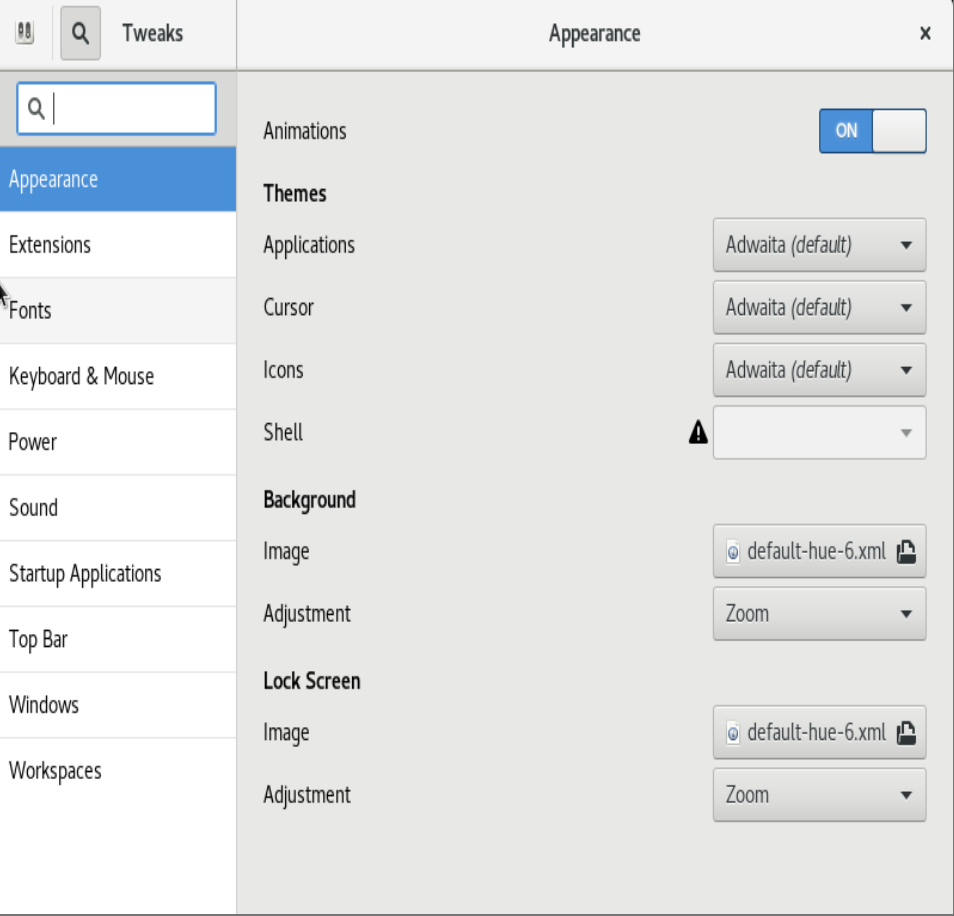 Tweaks
Appearance
Appearance
Extensions
Fonts
Keyboard & Mouse
Power
Sound
Startup Applications
Top Bar
Windows
Workspaces
Animations ON
Themes
Applications Adwaita (default)
Cursor Adwaita (default)
Icons Adwaita (default)
Shell
Background
Image default-hue-6.xml
Adjustment Zoom
Lock Screen
Image default-hue-6.xml
Adjustment Zoom